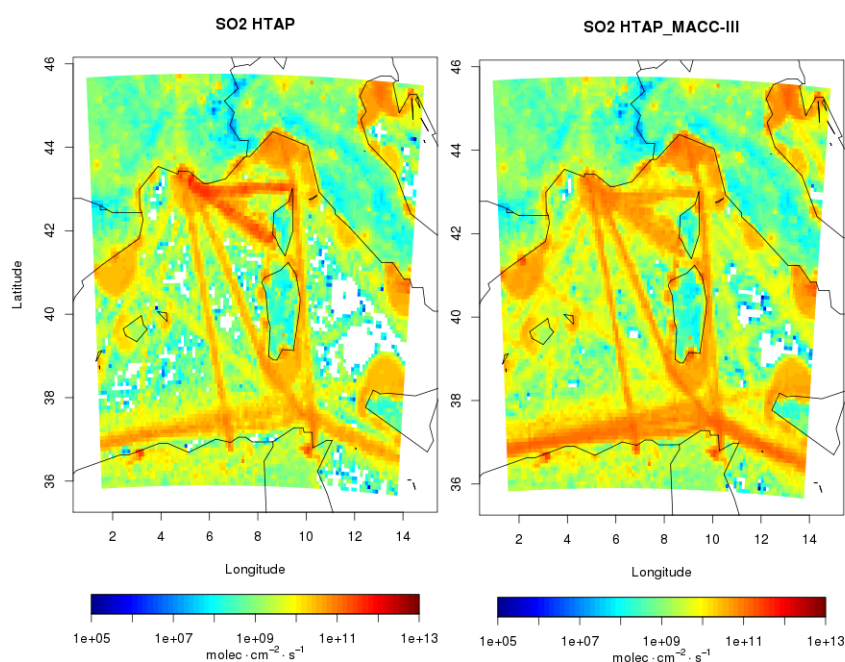 SO2 HTAP
SO2 HTAP_MACC-III
Latitude
46
44
42
40
38
36
2 4 6 8 10 12 14
Longitude
46
44
42
40
38
36
2 4 6 8 10 12 14
Longitude
1e+05 1e+07 1e+09 1e+11 1e+13
molec · cm⁻² · s⁻¹
1e+05 1e+07 1e+09 1e+11 1e+13
molec · cm⁻² · s⁻¹